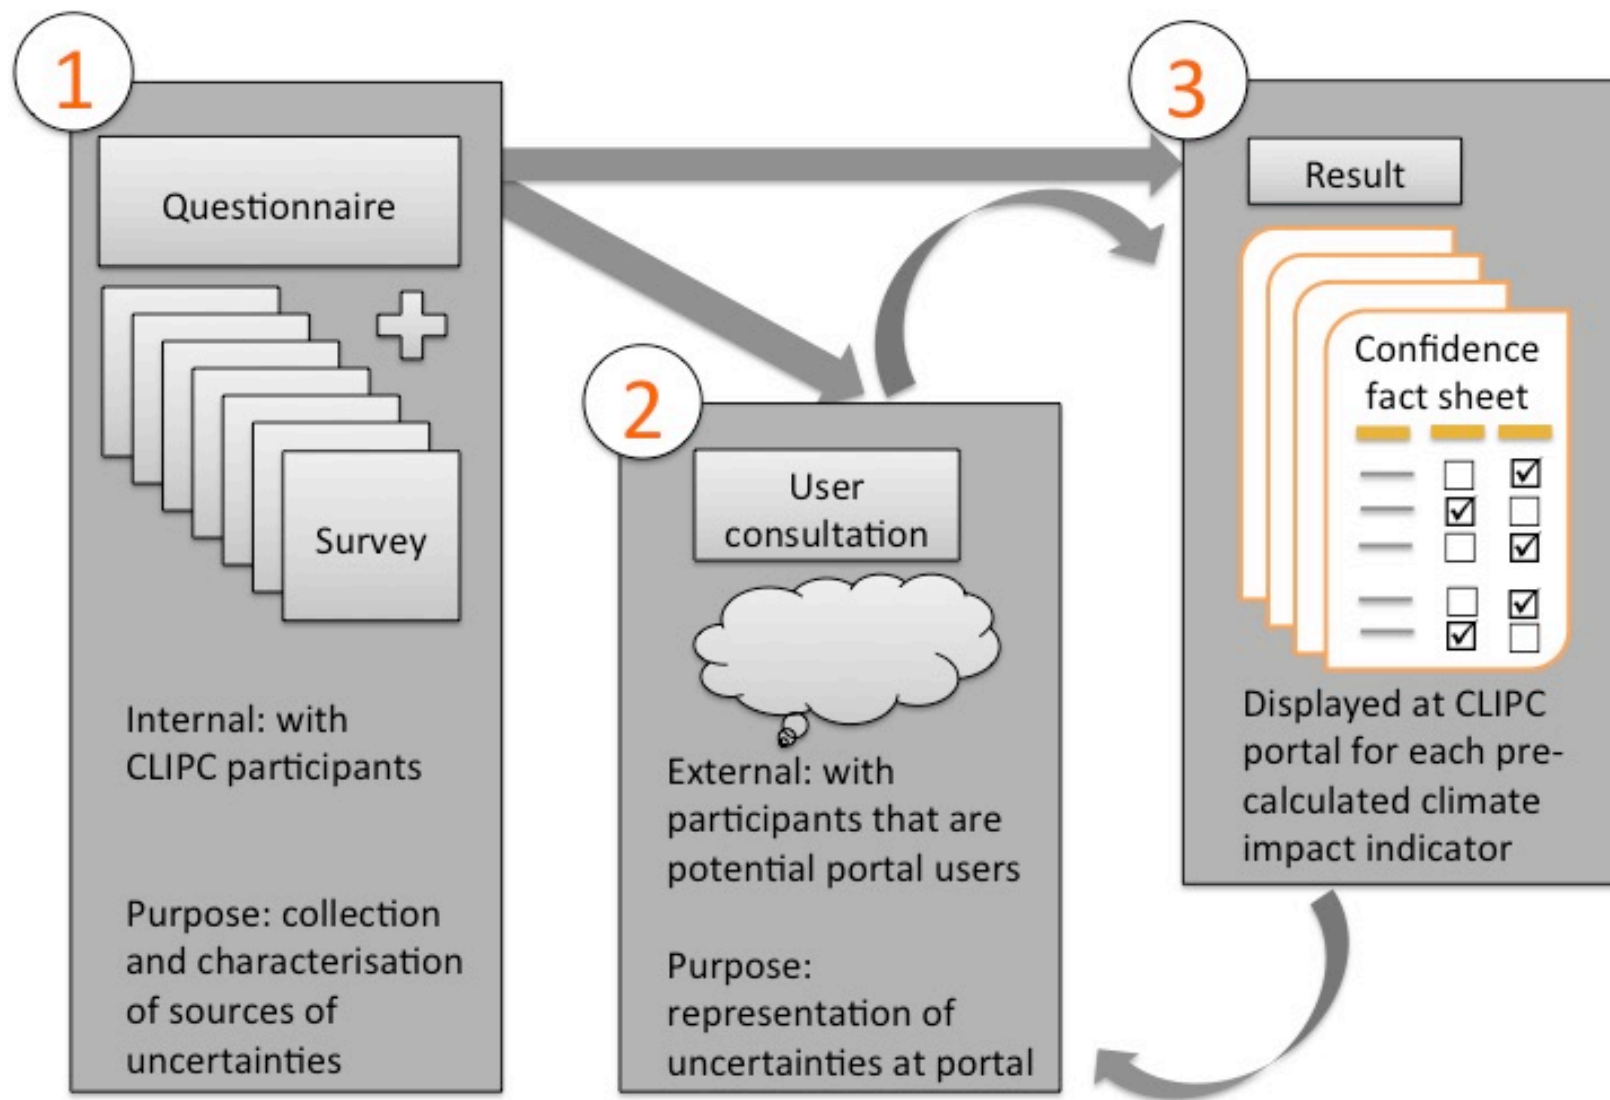 1
Questionnaire
Survey
Internal: with
CLIPC participants
Purpose: collection
and characterisation
of sources of
uncertainties
2
User
consultation
External: with
participants that are
potential portal users
Purpose:
representation of
uncertainties at portal
3
Result
Confidence
fact sheet
Displayed at CLIPC
portal for each pre-
calculated climate
impact indicator